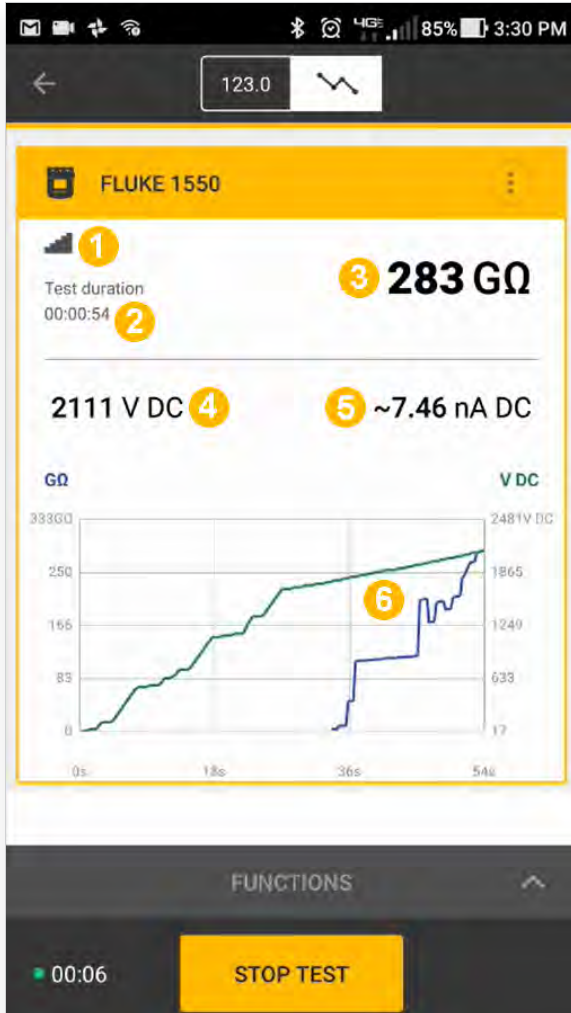 4GE 85% 3:30 PM
123.0
FLUKE 1550
1
Test duration
00:00:54 2
3 283 GΩ
2111 V DC 4
5 ~7.46 nA DC
GΩ V DC
333GΩ 2481V DC
250 1865
6
165 1249
83 633
0 17
0s 18s 36s 54s
FUNCTIONS
00:06 STOP TEST